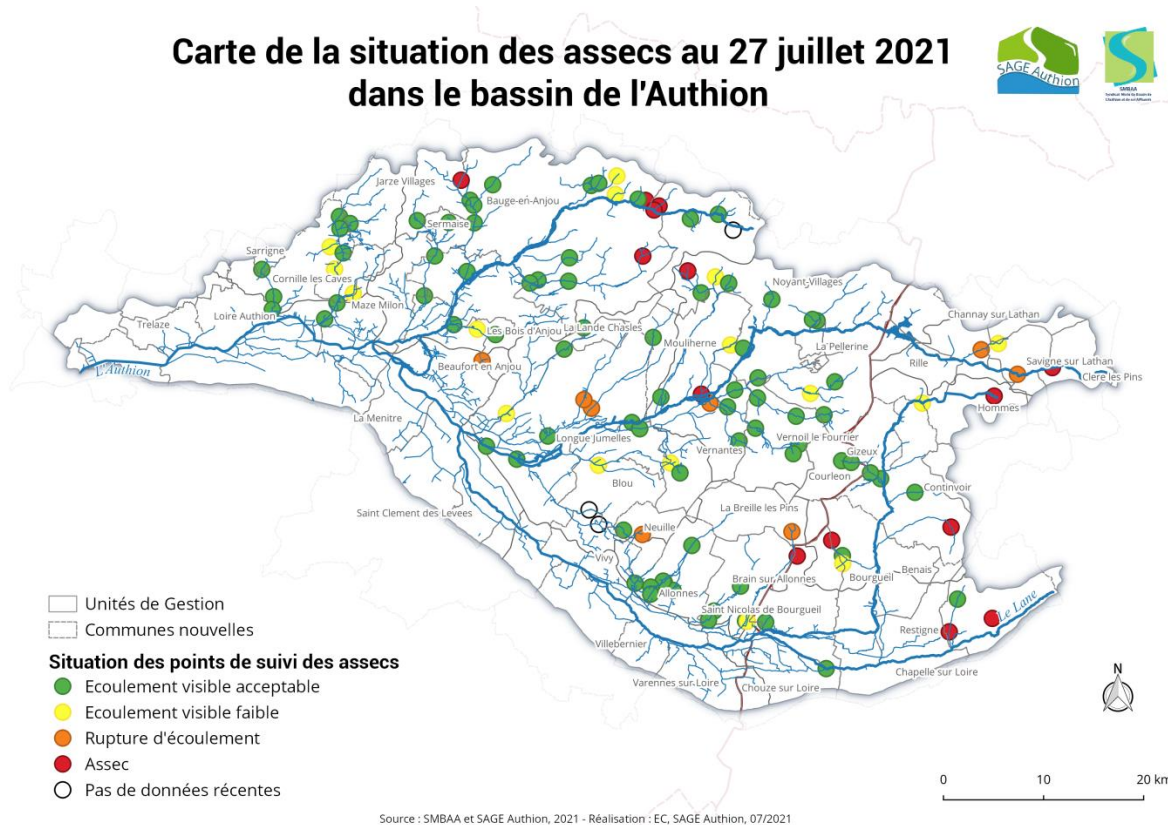 Carte de la situation des assecs au 27 juillet 2021
dans le bassin de l'Authion
SAGE Authion
SMBAA
Jarze Villages
Bauge-en-Anjou
Sermaise
Sarrigne
Cornille les Caves
Noyant-Villages
Maze Milon
Loire Authion
Trelaze
Les Bois d'Anjou
La Lande Chasles
Channay sur Lathan
Mouliherne
La Pellerine
Rille
Savigne sur Lathan
Clere les Pins
L'Authion
Beaufort en Anjou
Hommes
La Menitre
Longue Jumelles
Vernantes
Vernoil le Fourrier
Gizeux
Courleon
Blou
Continvoir
Saint Clement des Levees
La Breille les Pins
Neuille
Vivy
Brain sur Allonnes
Bourgueil
Benais
Allonnes
Saint Nicolas de Bourgueil
Le Lane
Restigne
Villebernier
Chapelle sur Loire
Varennes sur Loire
Chouze sur Loire
Unités de Gestion
Communes nouvelles
Situation des points de suivi des assecs
Ecoulement visible acceptable
Ecoulement visible faible
Rupture d'écoulement
Assec
Pas de données récentes
N
0 10 20 km
Source : SMBAA et SAGE Authion, 2021 - Réalisation : EC, SAGE Authion, 07/2021